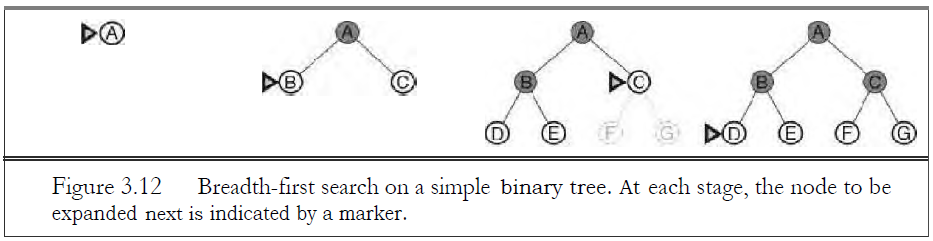 A
A
B C
A
B C
D E F G
A
B C
D E F G
Figure 3.12 Breadth-first search on a simple binary tree. At each stage, the node to be
expanded next is indicated by a marker.